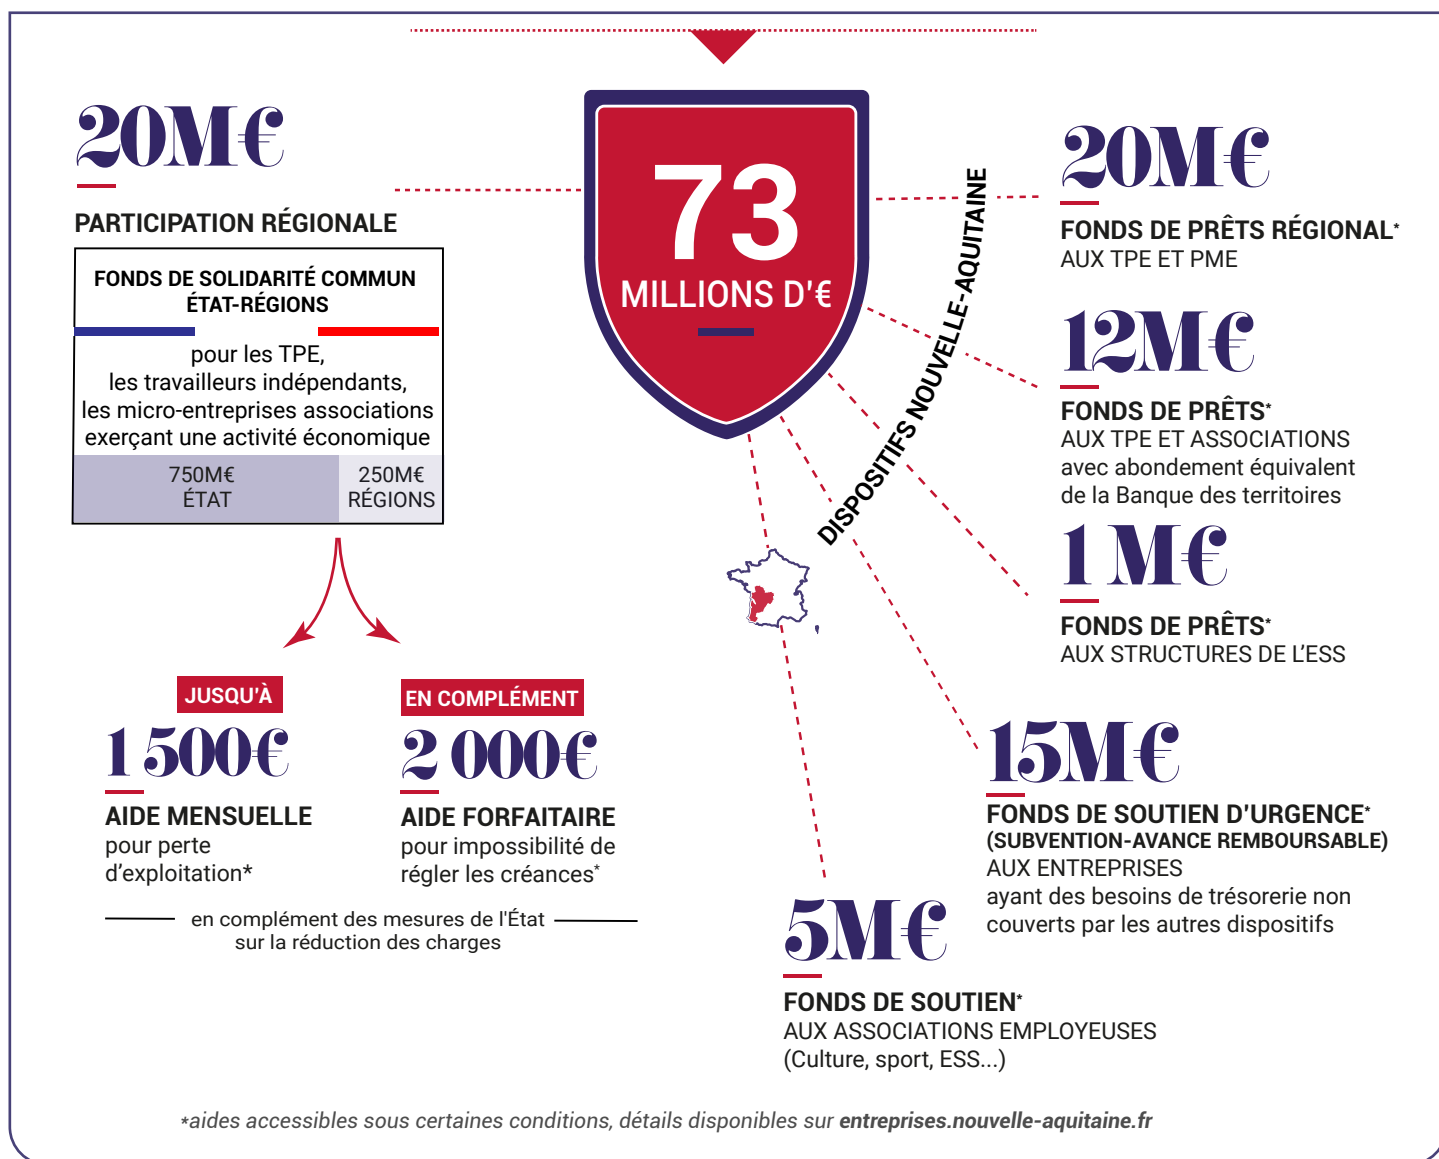 20M€
PARTICIPATION RÉGIONALE
FONDS DE SOLIDARITÉ COMMUN
ÉTAT-RÉGIONS
pour les TPE,
les travailleurs indépendants,
les micro-entreprises associations
exerçant une activité économique
750M€
ÉTAT
250M€
RÉGIONS
JUSQU'À
1 500€
AIDE MENSUELLE
pour perte
d'exploitation*
EN COMPLÉMENT
2 000€
AIDE FORFAITAIRE
pour impossibilité de
régler les créances*
en complément des mesures de l'État
sur la réduction des charges
73
MILLIONS D'€
DISPOSITIFS NOUVELLE-AQUITAINE
20M€
FONDS DE PRÊTS RÉGIONAL*
AUX TPE ET PME
12M€
FONDS DE PRÊTS*
AUX TPE ET ASSOCIATIONS
avec abondement équivalent
de la Banque des territoires
1 M€
FONDS DE PRÊTS*
AUX STRUCTURES DE L'ESS
15M€
FONDS DE SOUTIEN D'URGENCE*
(SUBVENTION-AVANCE REMBOURSABLE)
AUX ENTREPRISES
ayant des besoins de trésorerie non
couverts par les autres dispositifs
5M€
FONDS DE SOUTIEN*
AUX ASSOCIATIONS EMPLOYEUSES
(Culture, sport, ESS...)
*aides accessibles sous certaines conditions, détails disponibles sur entreprises.nouvelle-aquitaine.fr